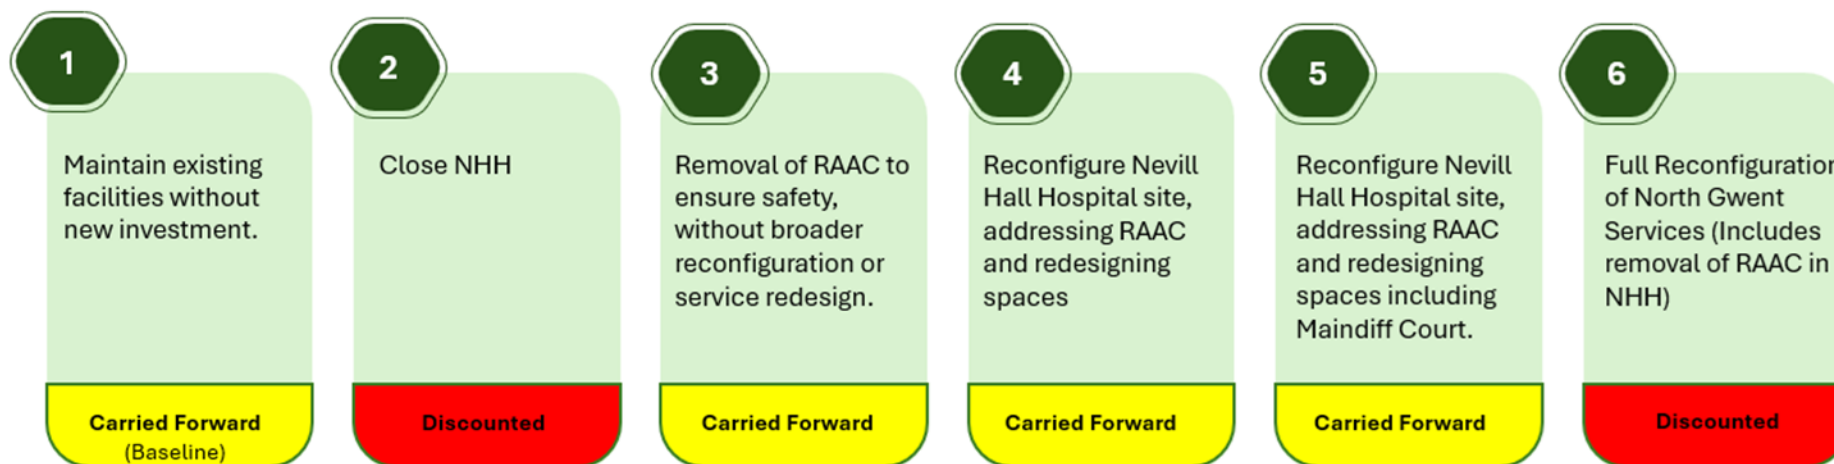 1
Maintain existing
facilities without
new investment.
Carried Forward
(Baseline)
2
Close NHH
Discounted
3
Removal of RAAC to
ensure safety,
without broader
reconfiguration or
service redesign.
Carried Forward
4
Reconfigure Nevill
Hall Hospital site,
addressing RAAC
and redesigning
spaces
Carried Forward
5
Reconfigure Nevill
Hall Hospital site,
addressing RAAC
and redesigning
spaces including
Maindiff Court.
Carried Forward
6
Full Reconfiguration
of North Gwent
Services (Includes
removal of RAAC in
NHH)
Discounted